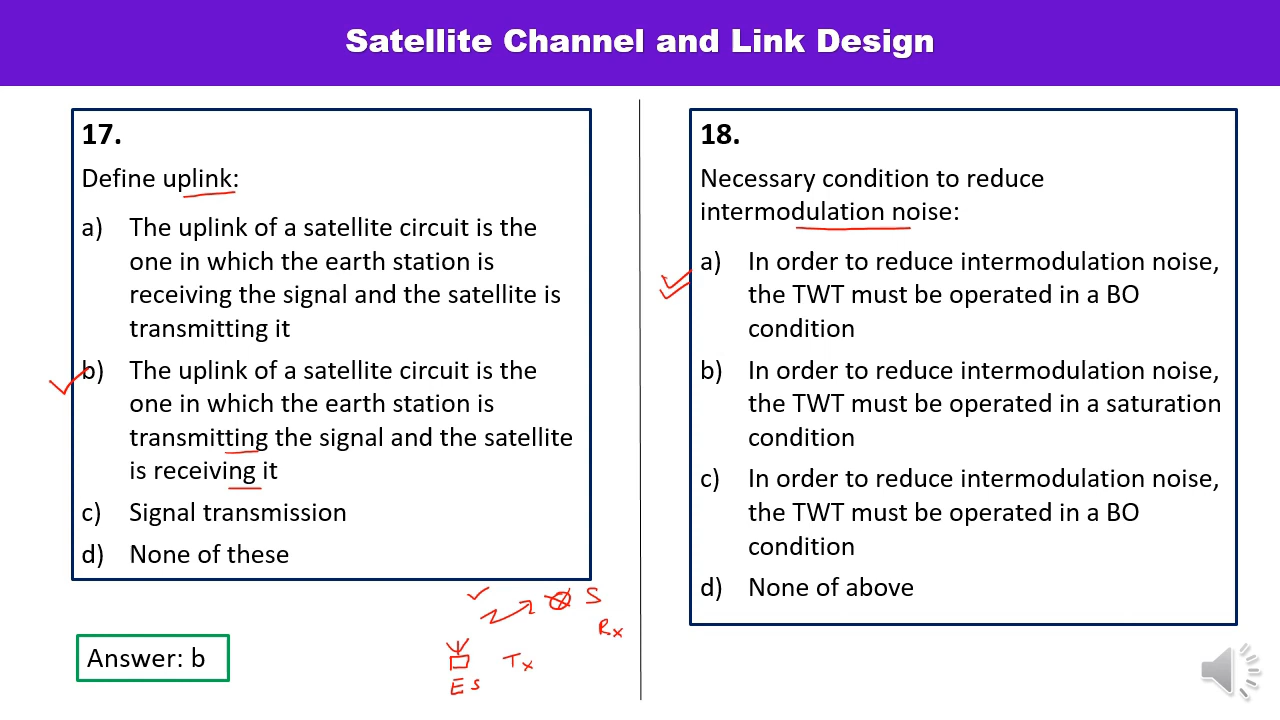 Satellite Channel and Link Design
17.
Define uplink:
a) The uplink of a satellite circuit is the
one in which the earth station is
receiving the signal and the satellite is
transmitting it
b) The uplink of a satellite circuit is the
one in which the earth station is
transmitting the signal and the satellite
is receiving it
c) Signal transmission
d) None of these
S
Rx
Tx
ES
Answer: b
18.
Necessary condition to reduce
intermodulation noise:
a) In order to reduce intermodulation noise,
the TWT must be operated in a BO
condition
b) In order to reduce intermodulation noise,
the TWT must be operated in a saturation
condition
c) In order to reduce intermodulation noise,
the TWT must be operated in a BO
condition
d) None of above